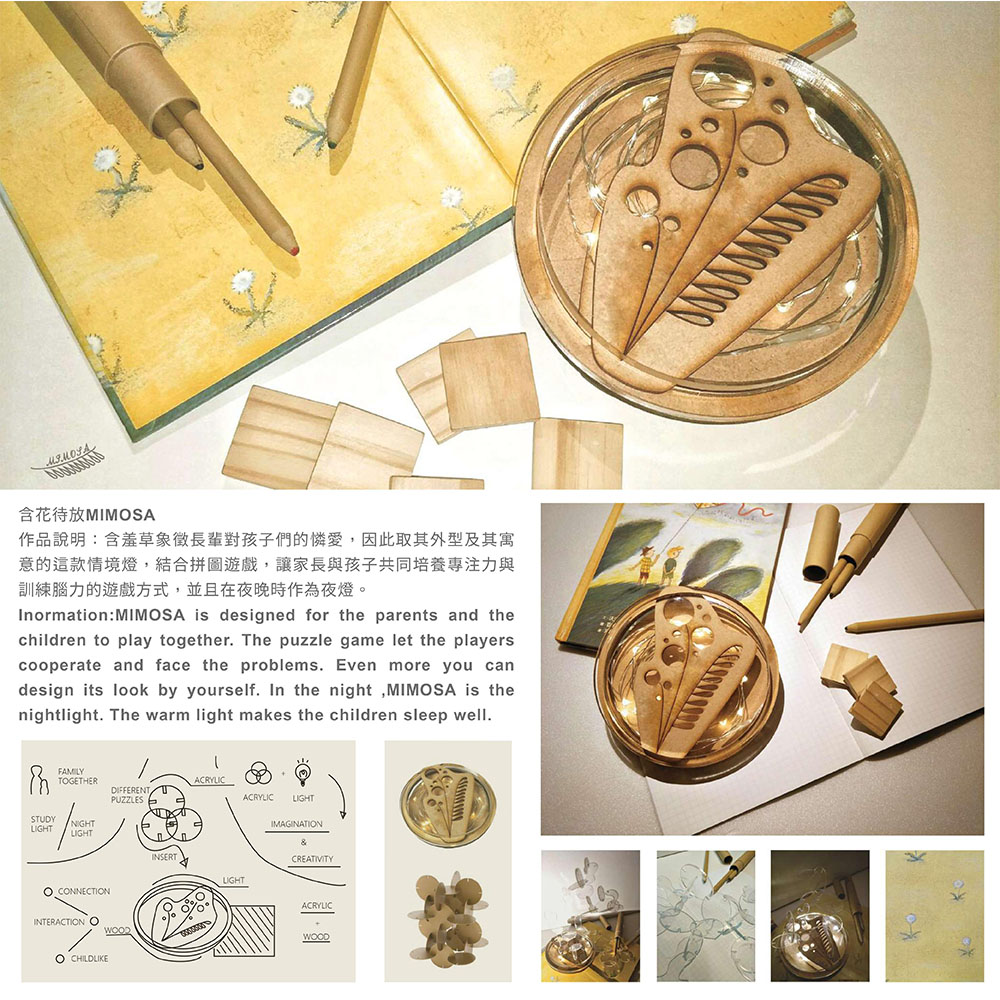 MIMOSA
含花待放MIMOSA
作品說明：含羞草象徵長輩對孩子們的憐愛，因此取其外型及其寓
意的這款情境燈，結合拼圖遊戲，讓家長與孩子共同培養專注力與
訓練腦力的遊戲方式，並且在夜晚時作為夜燈。
Inormation:MIMOSA is designed for the parents and the
children to play together. The puzzle game let the players
cooperate and face the problems. Even more you can
design its look by yourself. In the night ,MIMOSA is the
nightlight. The warm light makes the children sleep well.
FAMILY
TOGETHER
DIFFERENT
PUZZLES
ACRYLIC
ACRYLIC
+
LIGHT
STUDY
LIGHT
NIGHT
LIGHT
INSERT
IMAGINATION
&
CREATIVITY
LIGHT
CONNECTION
INTERACTION
WOOD
CHILDLIKE
ACRYLIC
+
WOOD